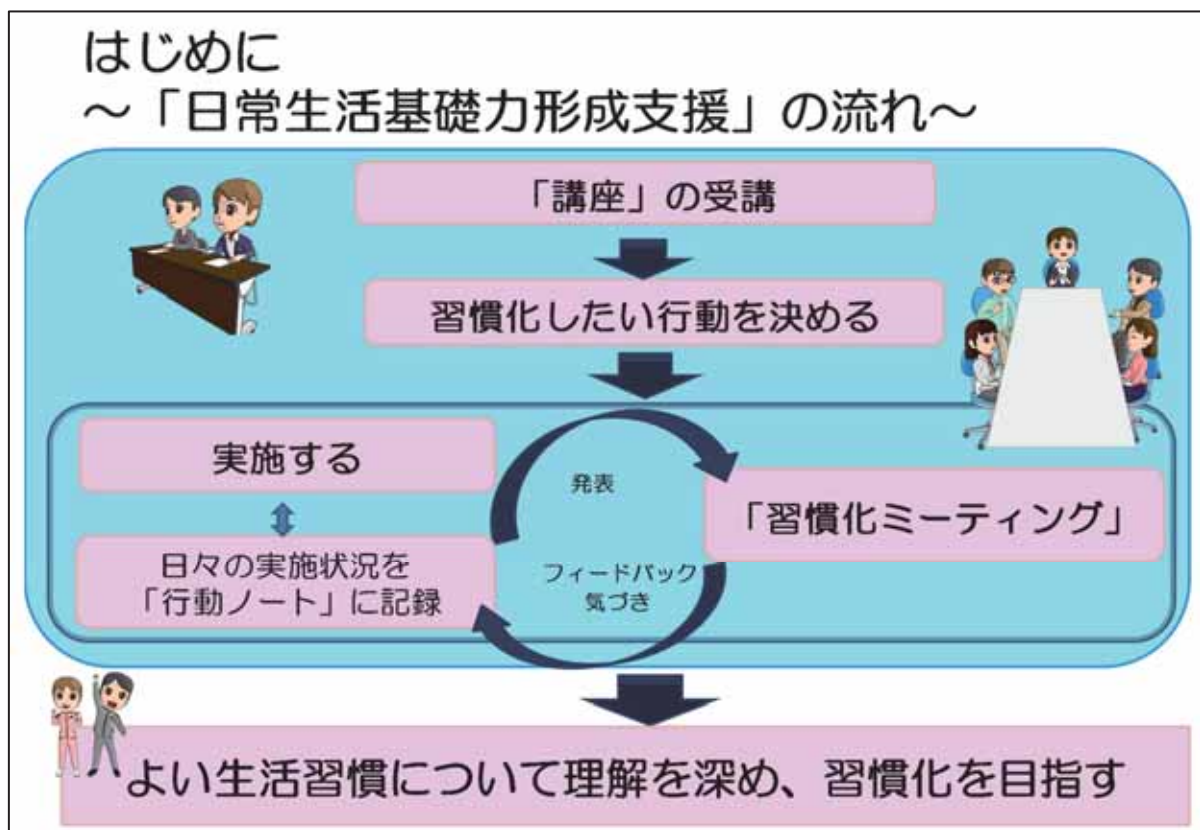 はじめに
~「日常生活基礎力形成支援」の流れ~
「講座」の受講
習慣化したい行動を決める
実施する
発表
「習慣化ミーティング」
日々の実施状況を
「行動ノート」に記録
フィードバック
気づき
よい生活習慣について理解を深め、習慣化を目指す